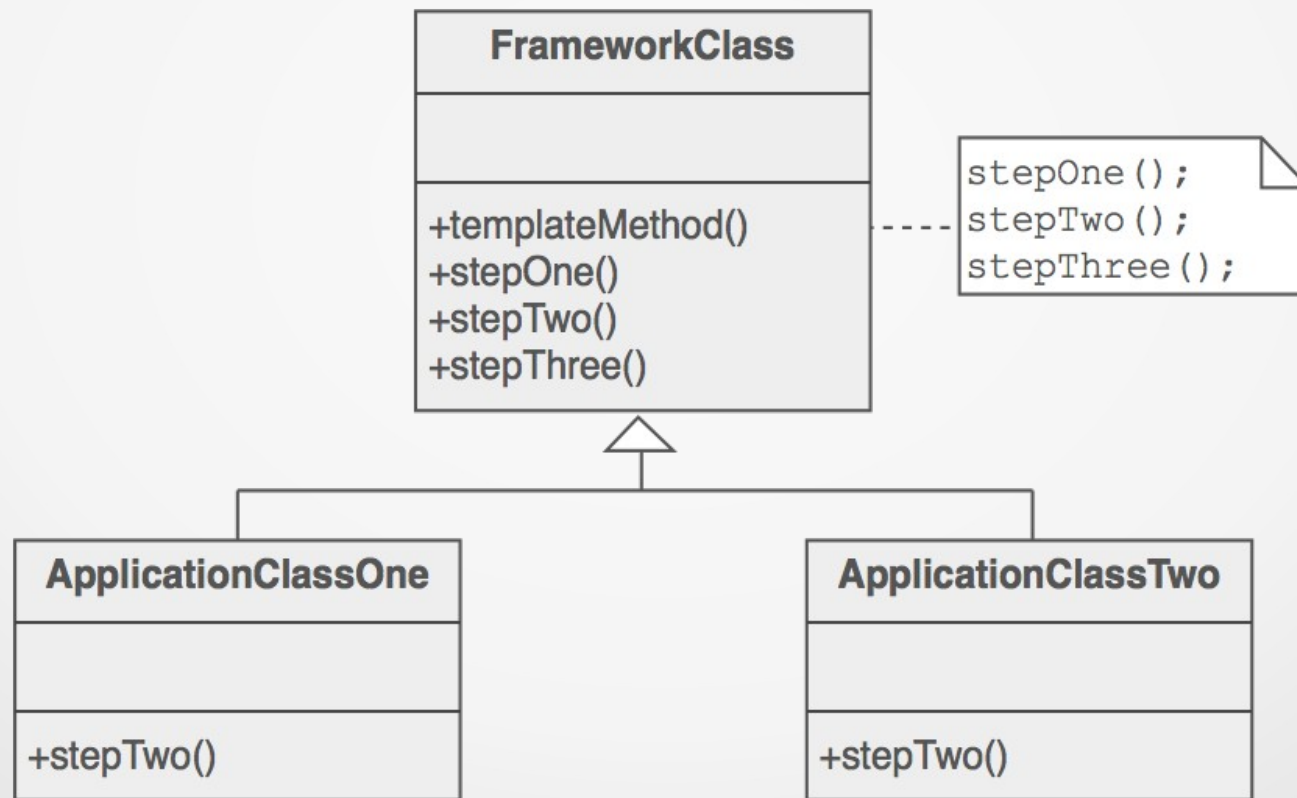 FrameworkClass
+templateMethod()
+stepOne()
+stepTwo()
+stepThree()
stepOne();
stepTwo();
stepThree();
ApplicationClassOne
+stepTwo()
ApplicationClassTwo
+stepTwo()